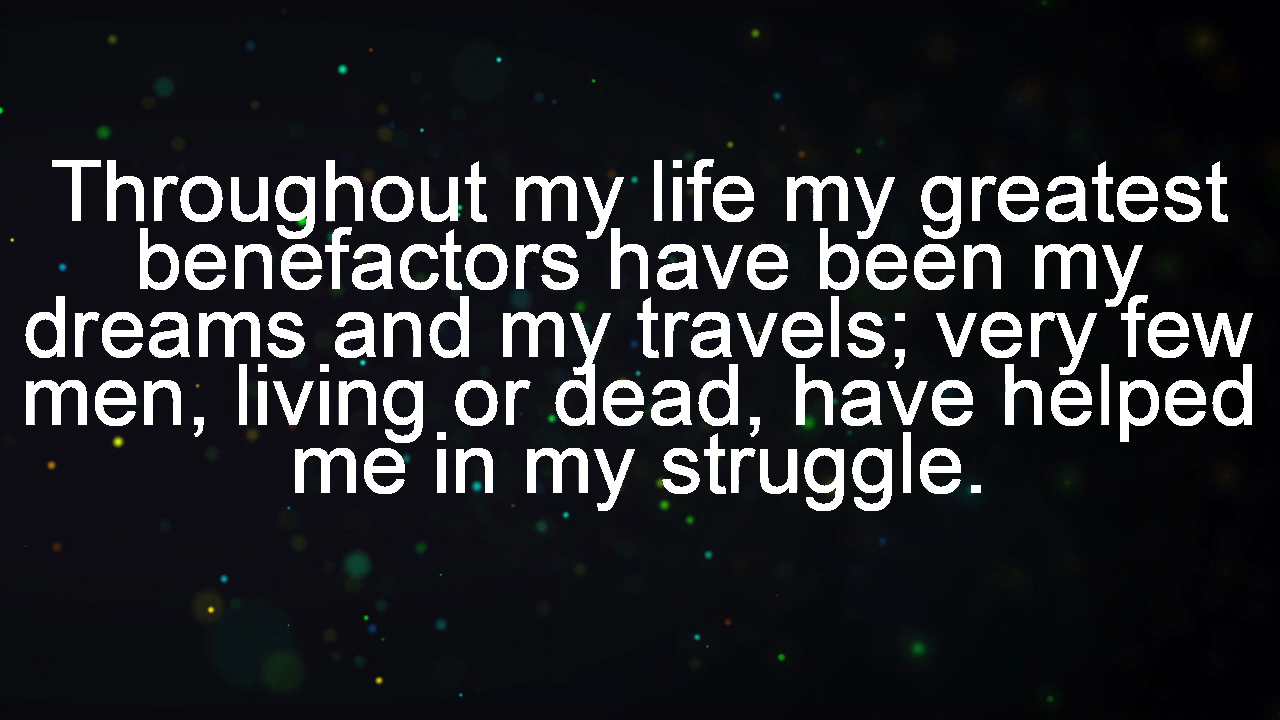 Throughout my life my greatest
benefactors have been my
dreams and my travels; very few
men, living or dead, have helped
me in my struggle.